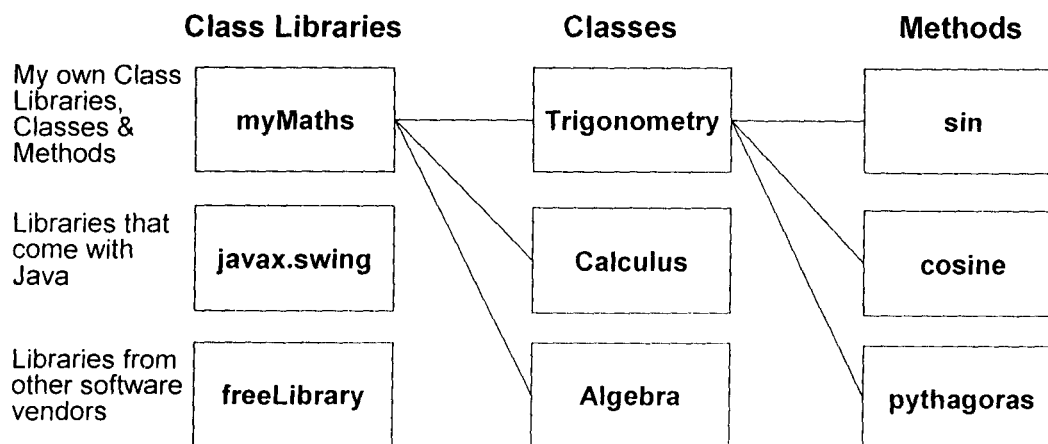 Class Libraries Classes Methods
My own Class
Libraries,
Classes &
Methods
myMaths Trigonometry sin
Libraries that
come with
Java
javax.swing Calculus cosine
Libraries from
other software
vendors
freeLibrary Algebra pythagoras